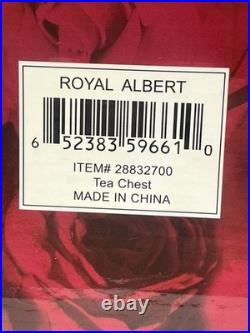 ROYAL ALBERT
6 52383 59661 0
ITEM# 28832700
Tea Chest
MADE IN CHINA